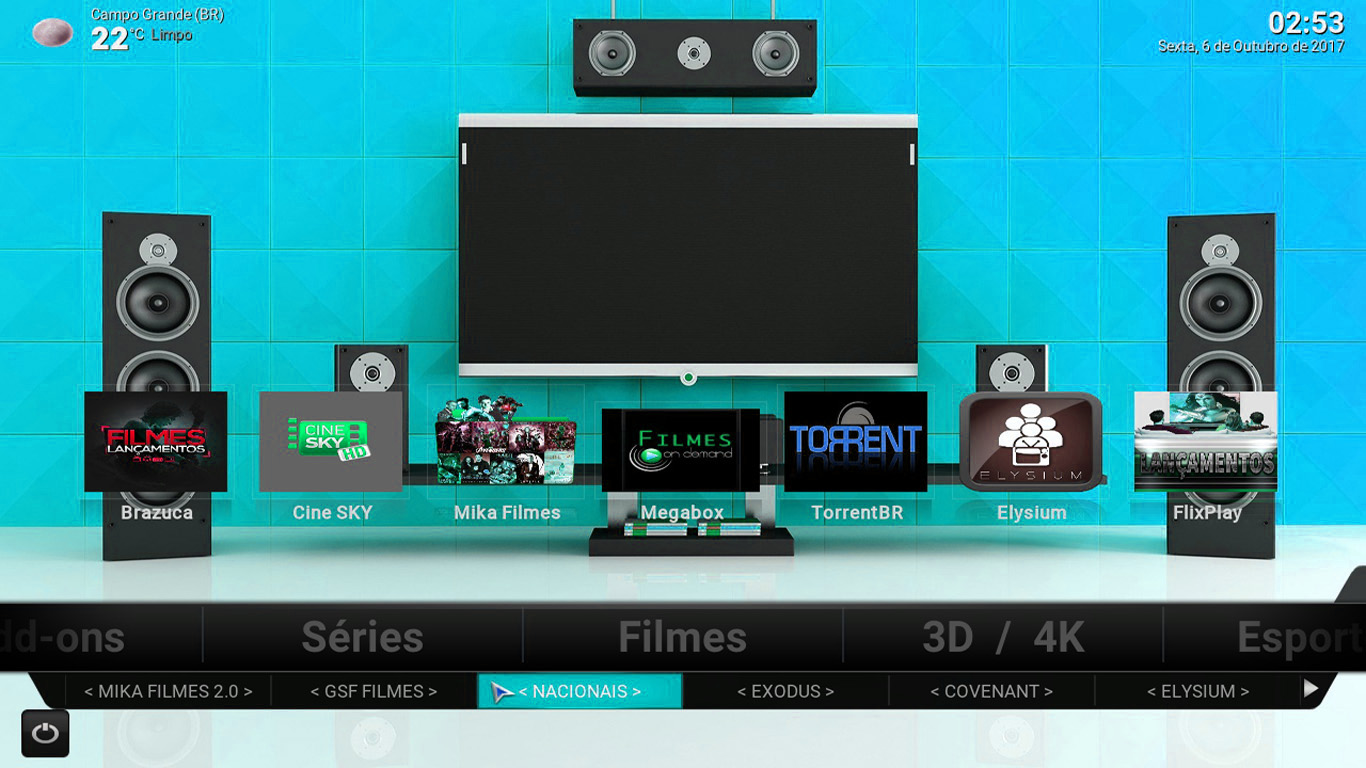 Campo Grande (BR)
22°C Limpo
02:53
Sexta, 6 de Outubro de 2017
FILMES
LANÇAMENTOS
CINE
SKY
HD
FILMES
on demand
TORRENT
ELYSIUM
LANÇAMENTOS
Brazuca
Cine SKY
Mika Filmes
Megabox
TorrentBR
Elysium
FlixPlay
dd-ons
Séries
Filmes
3D / 4K
Esport
< MIKA FILMES 2.0 >
< GSF FILMES >
< NACIONAIS >
< EXODUS >
< COVENANT >
< ELYSIUM >